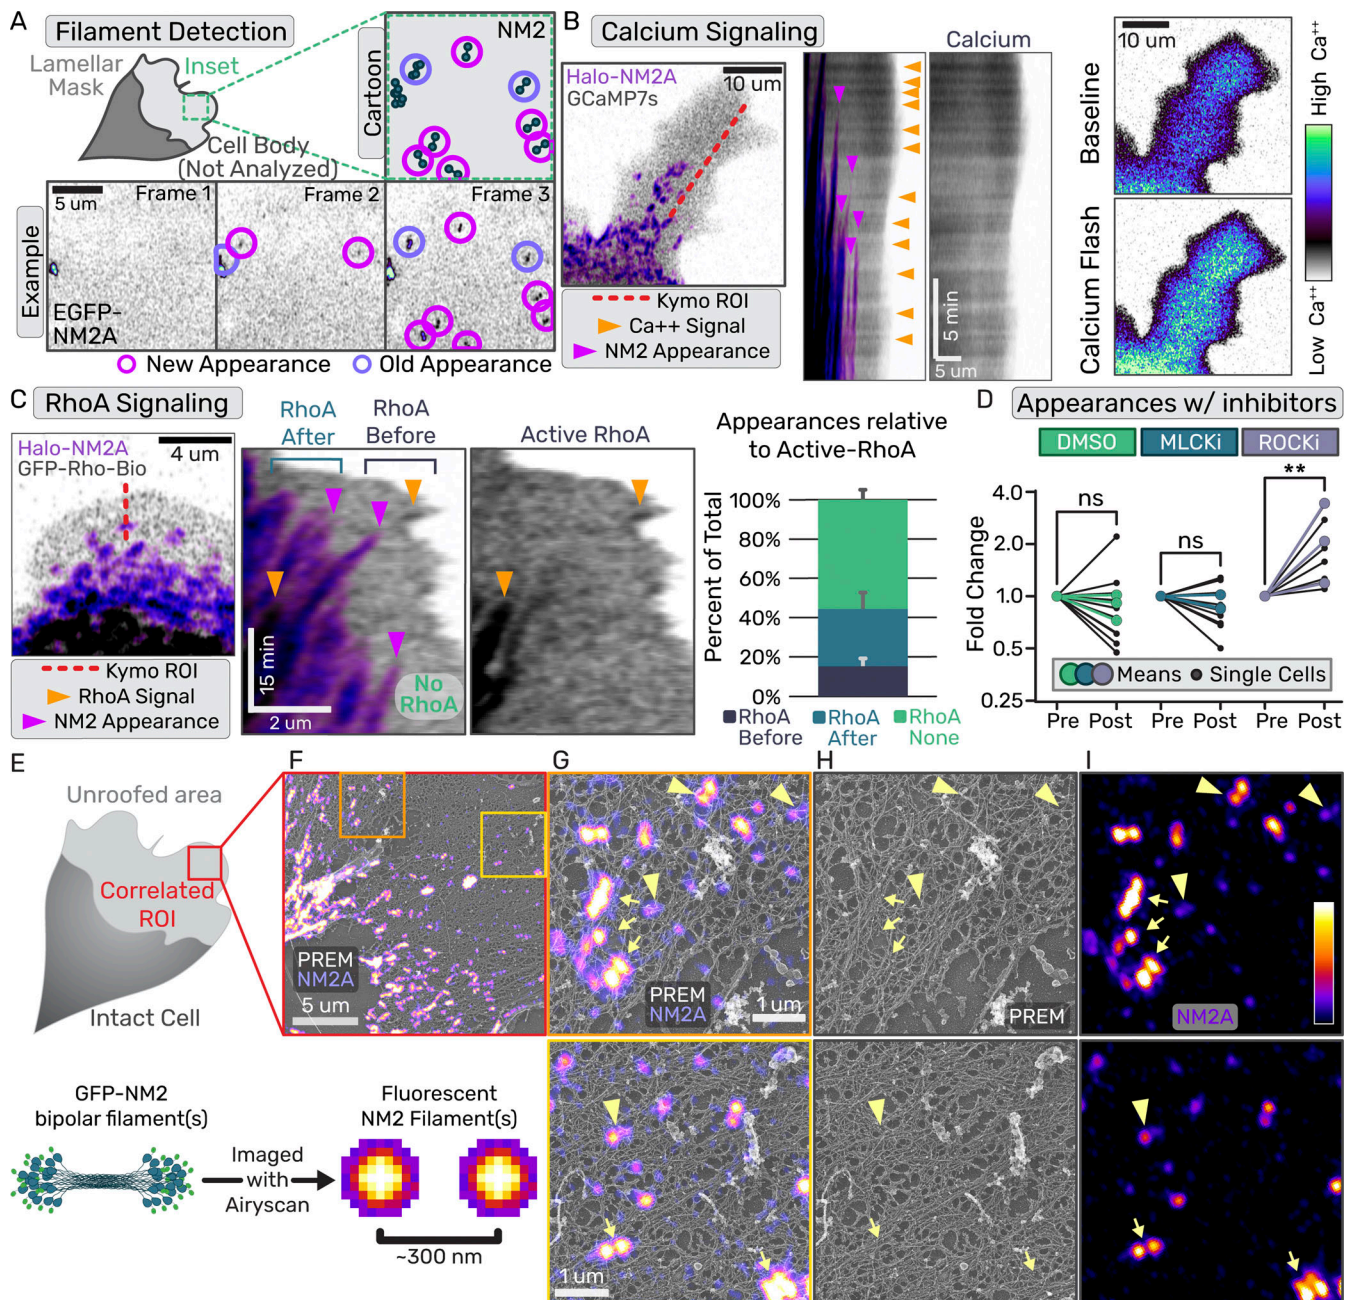 A
Filament Detection
Lamellar
Mask
Inset
Cell Body
(Not Analyzed)
Cartoon
NM2
Example
5 um
Frame 1
Frame 2
Frame 3
EGFP-
NM2A
New Appearance
Old Appearance
B
Calcium Signaling
Halo-NM2A
GCaMP7s
10 um
Kymo ROI
Ca++ Signal
NM2 Appearance
Calcium
5 min
5 um
10 um
Baseline
Calcium Flash
High Ca++
Low Ca++
C
RhoA Signaling
Halo-NM2A
GFP-Rho-Bio
4 um
Kymo ROI
RhoA Signal
NM2 Appearance
RhoA
After
RhoA
Before
15 min
2 um
No
RhoA
Active RhoA
Appearances relative
to Active-RhoA
Percent of Total
100%
80%
60%
40%
20%
0%
RhoA
Before
RhoA
After
RhoA
None
D
Appearances w/ inhibitors
DMSO
MLCKi
ROCKi
Fold Change
4.0
2.0
1.0
0.5
0.25
ns
ns
**
Means
Single Cells
Pre
Post
Pre
Post
Pre
Post
E
Unroofed area
Correlated
ROI
Intact Cell
GFP-NM2
bipolar filament(s)
Imaged
with
Airyscan
Fluorescent
NM2 Filament(s)
~300 nm
F
PREM
NM2A
5 um
G
PREM
NM2A
1 um
1 um
H
PREM
I
NM2A